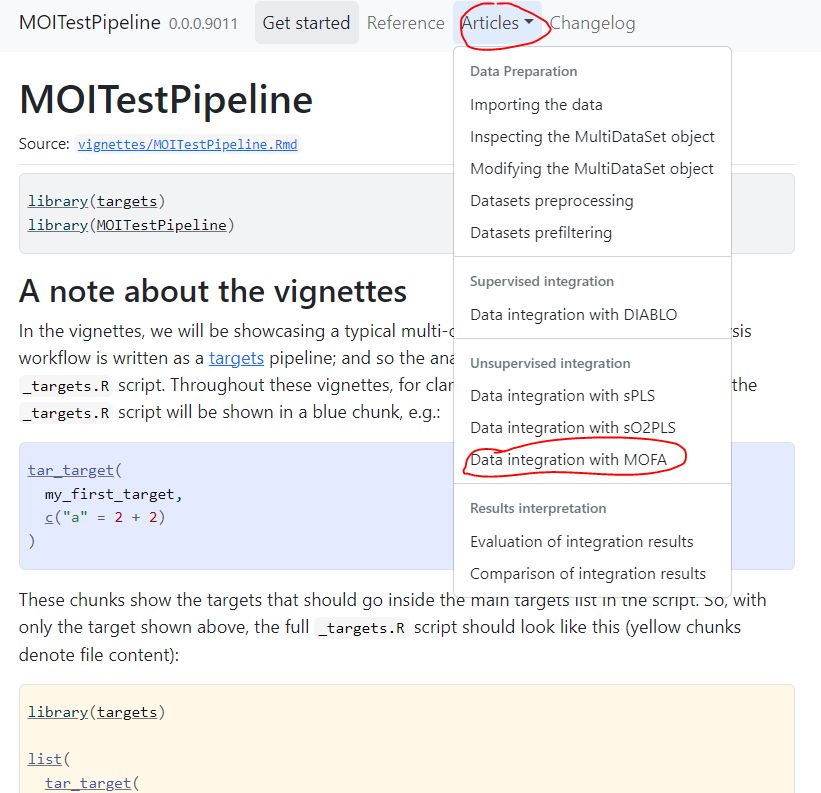 MOITestPipeline 0.0.0.9011 Get started Reference Articles Changelog
MOITestPipeline
Source: vignettes/MOITestPipeline.Rmd
library(targets)
library(MOITestPipeline)
A note about the vignettes
In the vignettes, we will be showcasing a typical multi-o
sis
workflow is written as a targets pipeline; and so the ana
_targets.R script. Throughout these vignettes, for clar
the
_targets.R script will be shown in a blue chunk, e.g.:
tar_target(
my_first_target,
c("a" = 2 + 2)
)
Data Preparation
Importing the data
Inspecting the MultiDataSet object
Modifying the MultiDataSet object
Datasets preprocessing
Datasets prefiltering
Supervised integration
Data integration with DIABLO
Unsupervised integration
Data integration with sPLS
Data integration with sO2PLS
Data integration with MOFA
Results interpretation
Evaluation of integration results
Comparison of integration results
These chunks show the targets that should go inside the main targets list in the script. So, with
only the target shown above, the full _targets.R script should look like this (yellow chunks
denote file content):
library(targets)
list(
tar_target(